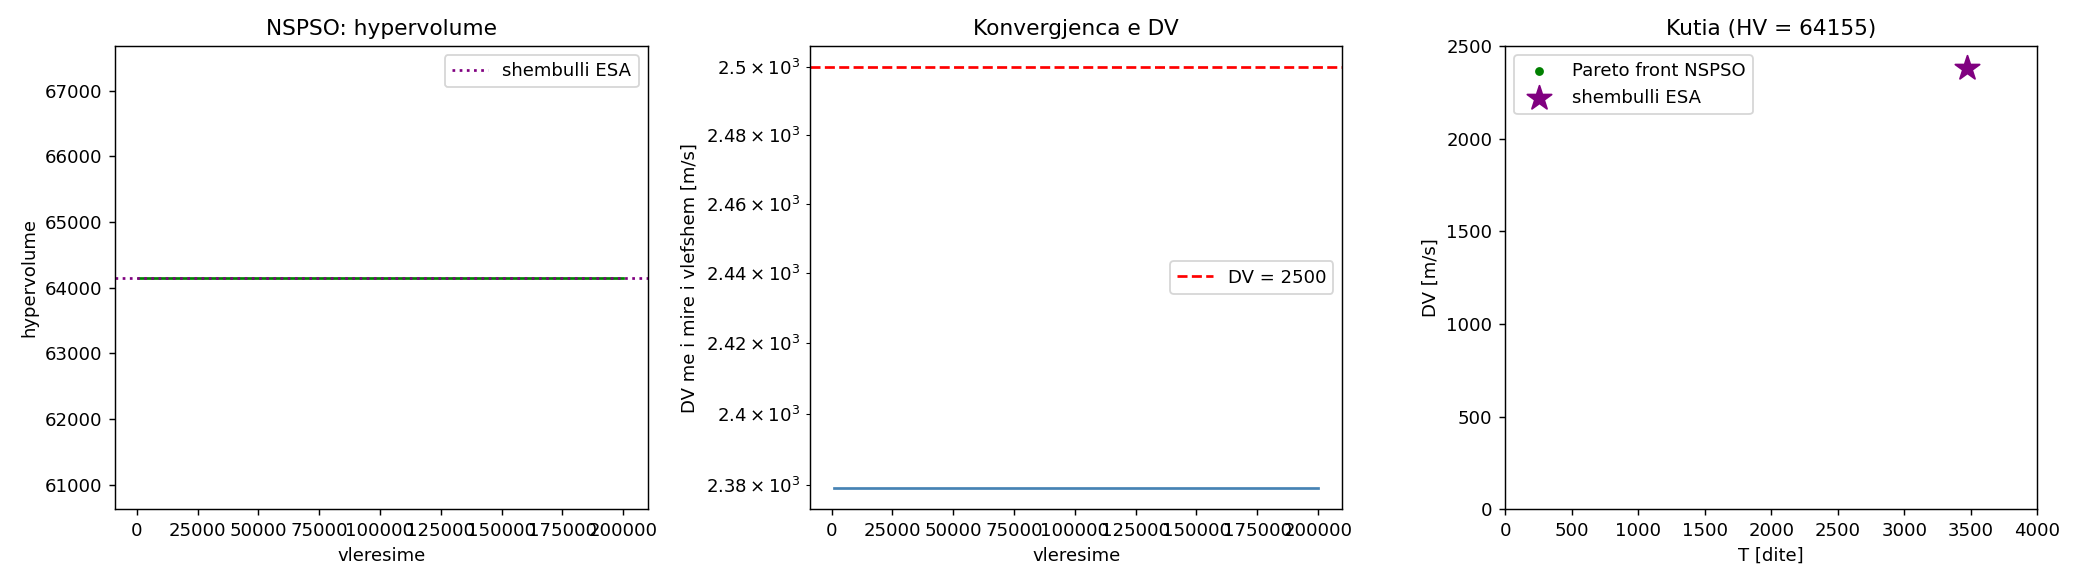 NSPSO: hypervolume
shembulli ESA
67000
66000
65000
64000
63000
62000
61000
hypervolume
0 25000 50000 75000 100000 125000 150000 175000 200000
vleresime
Konvergjenca e DV
2.5 × 10³
2.48 × 10³
2.46 × 10³
2.44 × 10³
2.42 × 10³
2.4 × 10³
2.38 × 10³
DV me i mire i vlefshem [m/s]
DV = 2500
0 25000 50000 75000 100000 125000 150000 175000 200000
vleresime
Kutia (HV = 64155)
Pareto front NSPSO
shembulli ESA
2500
2000
1500
1000
500
0
DV [m/s]
0 500 1000 1500 2000 2500 3000 3500 4000
T [dite]